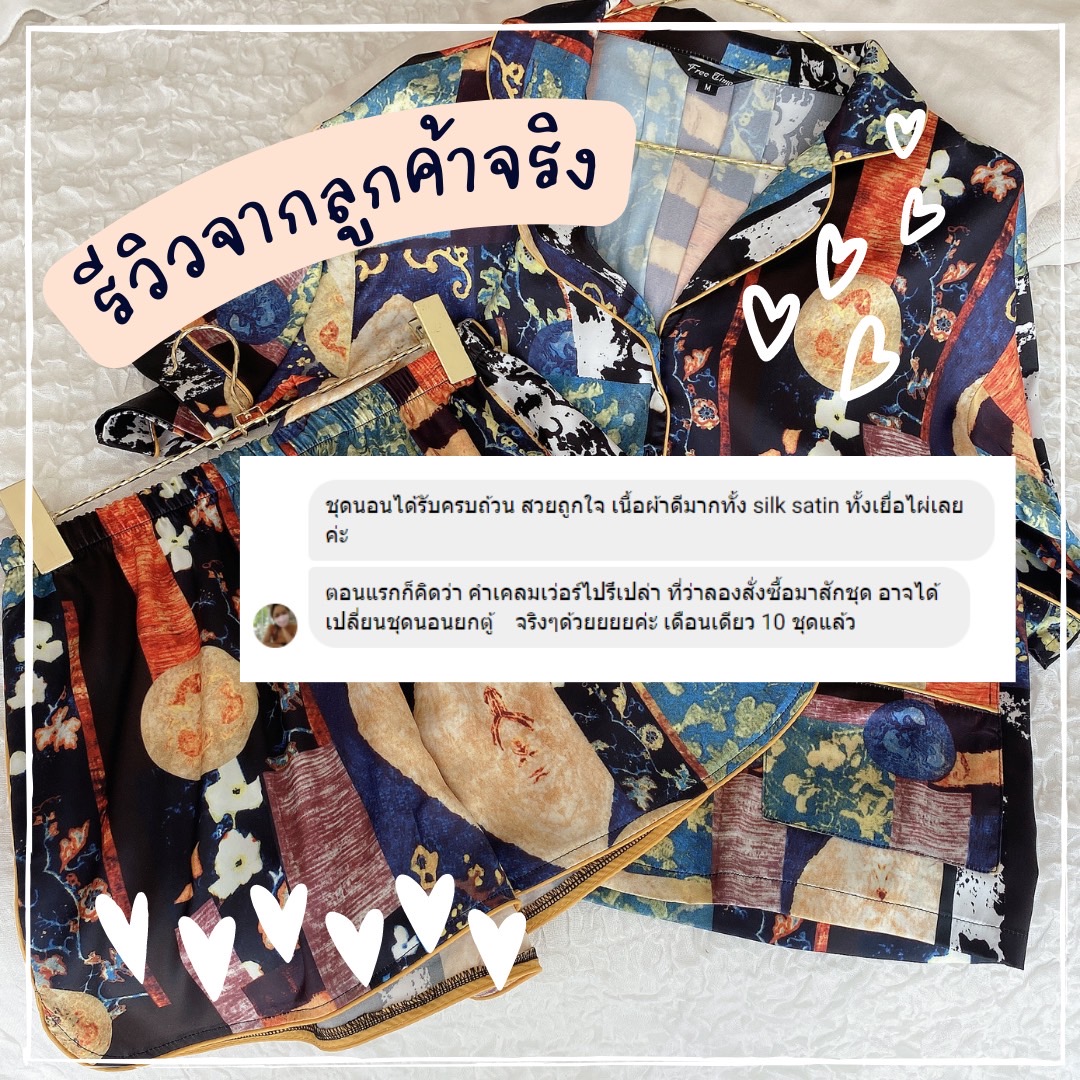 Free Time
M
รีวิวจากลูกค้าจริง
ชุดนอนได้รับครบถ้วน สวยถูกใจ เนื้อผ้าดีมากทั้ง silk satin ทั้งเยื่อไผ่เลย
ค่ะ
ตอนแรกก็คิดว่า คำเคลมเว่อร์ไปรึเปล่า ที่ว่าลองสั่งซื้อมาสักชุด อาจได้
เปลี่ยนชุดนอนยกตู้ จริงๆด้วยยยยค่ะ เดือนเดียว 10 ชุดแล้ว